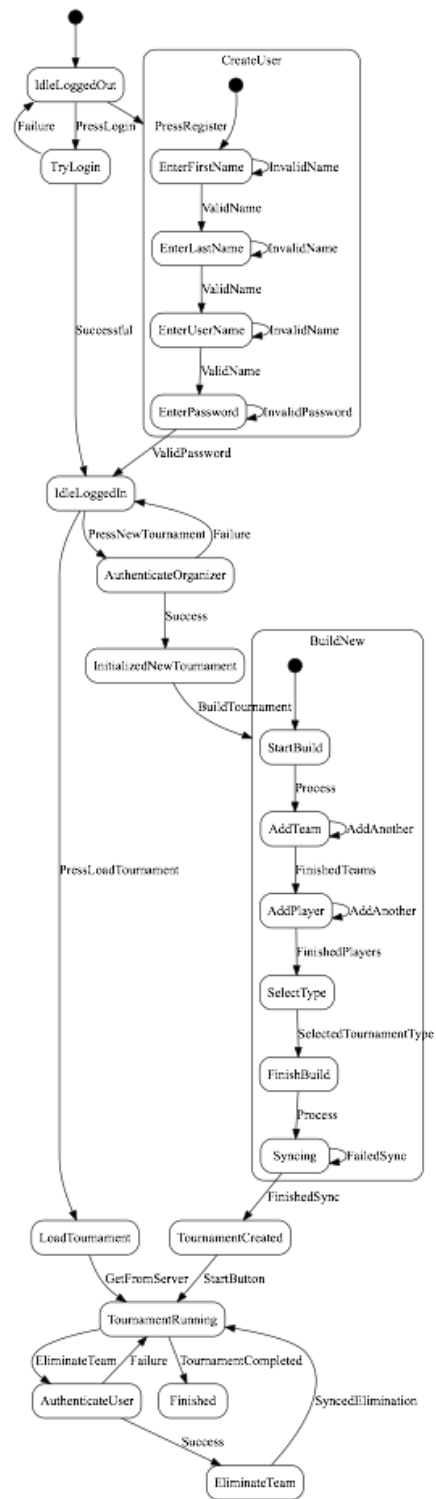 CreateUser
IdleLoggedOut
Failure
PressLogin
PressRegister
TryLogin
EnterFirstName
InvalidName
ValidName
EnterLastName
InvalidName
ValidName
Successful
EnterUserName
InvalidName
ValidName
EnterPassword
InvalidPassword
ValidPassword
IdleLoggedIn
PressNewTournament
Failure
AuthenticateOrganizer
Success
BuildNew
InitializedNewTournament
BuildTournament
StartBuild
Process
AddTeam
AddAnother
PressLoadTournament
FinishedTeams
AddPlayer
AddAnother
FinishedPlayers
SelectType
SelectedTournamentType
FinishBuild
Process
Syncing
FailedSync
FinishedSync
LoadTournament
TournamentCreated
GetFromServer
StartButton
TournamentRunning
EliminateTeam
Failure
TournamentCompleted
AuthenticateUser
Finished
SyncedElimination
Success
EliminateTeam